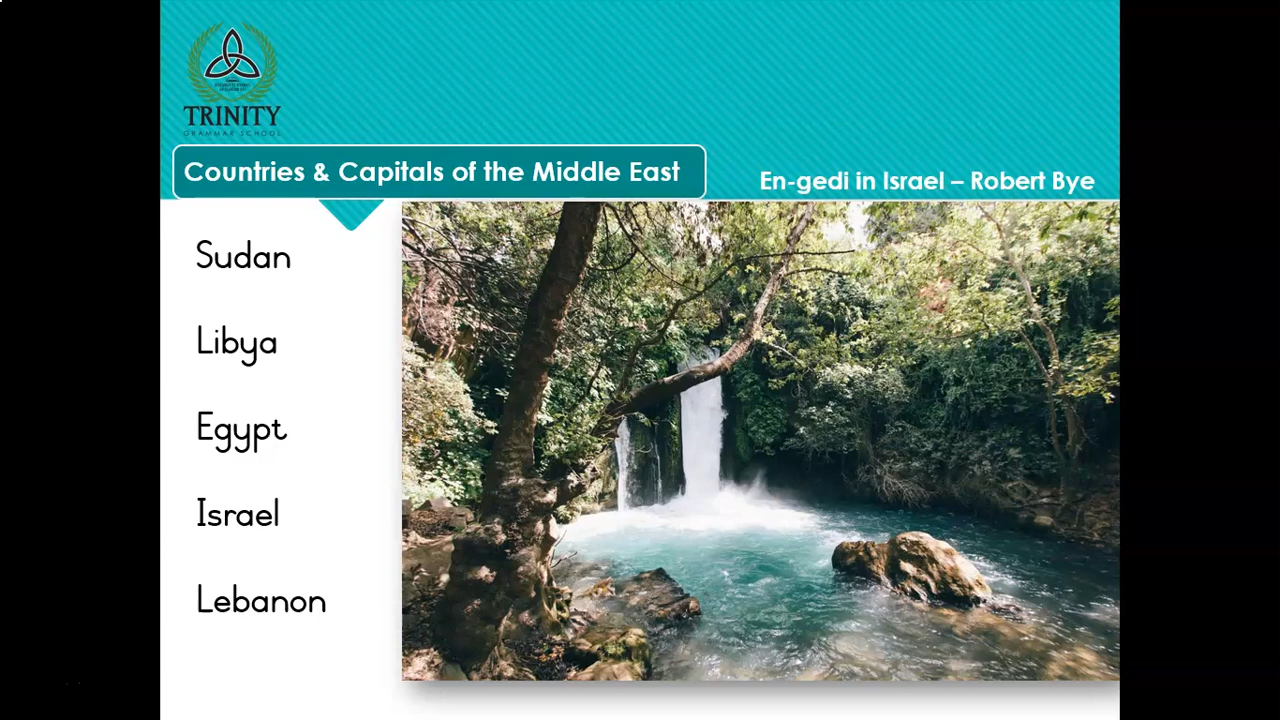 TRINITY
GRAMMAR SCHOOL
Countries & Capitals of the Middle East
En-gedi in Israel – Robert Bye
Sudan
Libya
Egypt
Israel
Lebanon